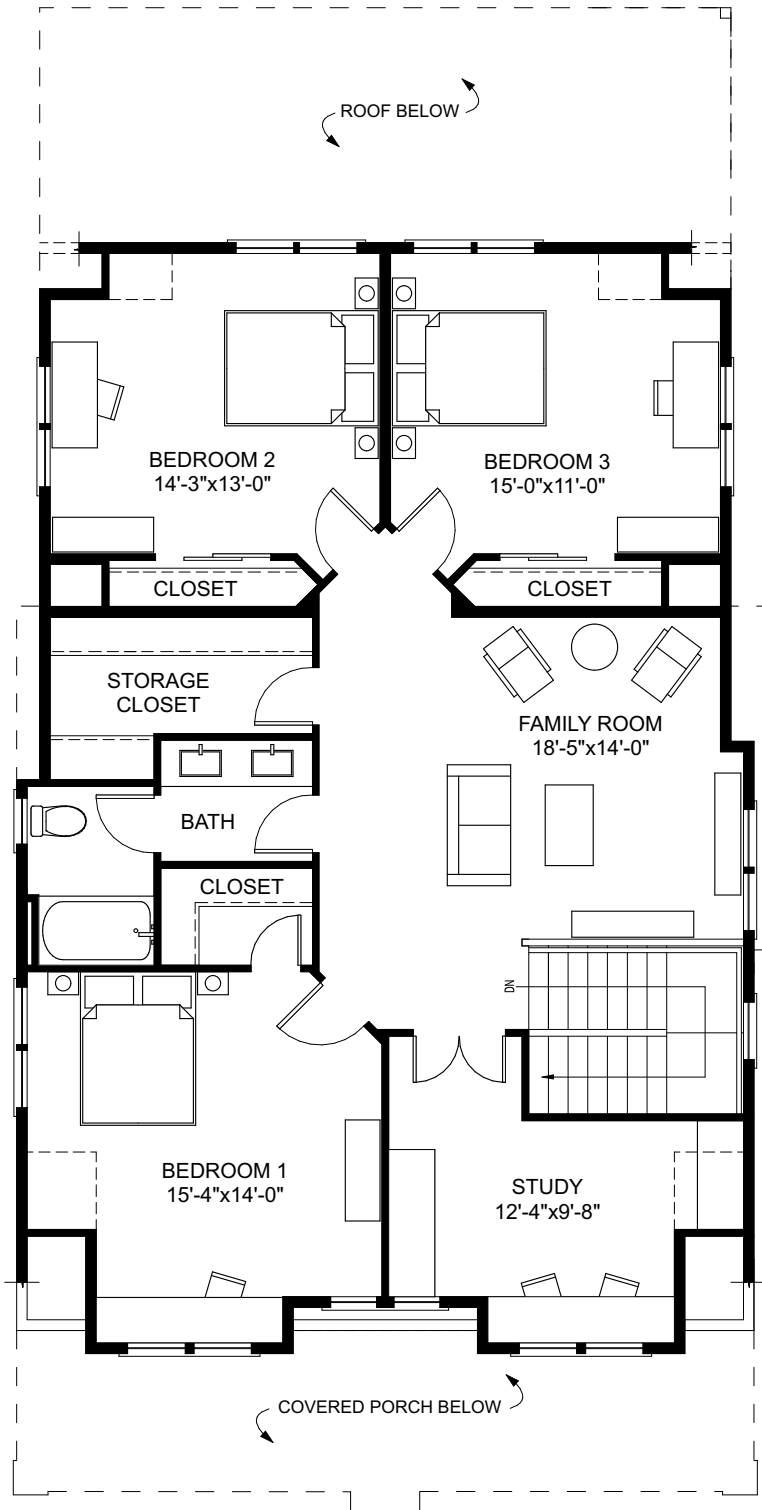 ROOF BELOW
BEDROOM 2
14'-3"x13'-0"
BEDROOM 3
15'-0"x11'-0"
CLOSET
CLOSET
STORAGE
CLOSET
FAMILY ROOM
18'-5"x14'-0"
BATH
CLOSET
DN
BEDROOM 1
15'-4"x14'-0"
STUDY
12'-4"x9'-8"
COVERED PORCH BELOW